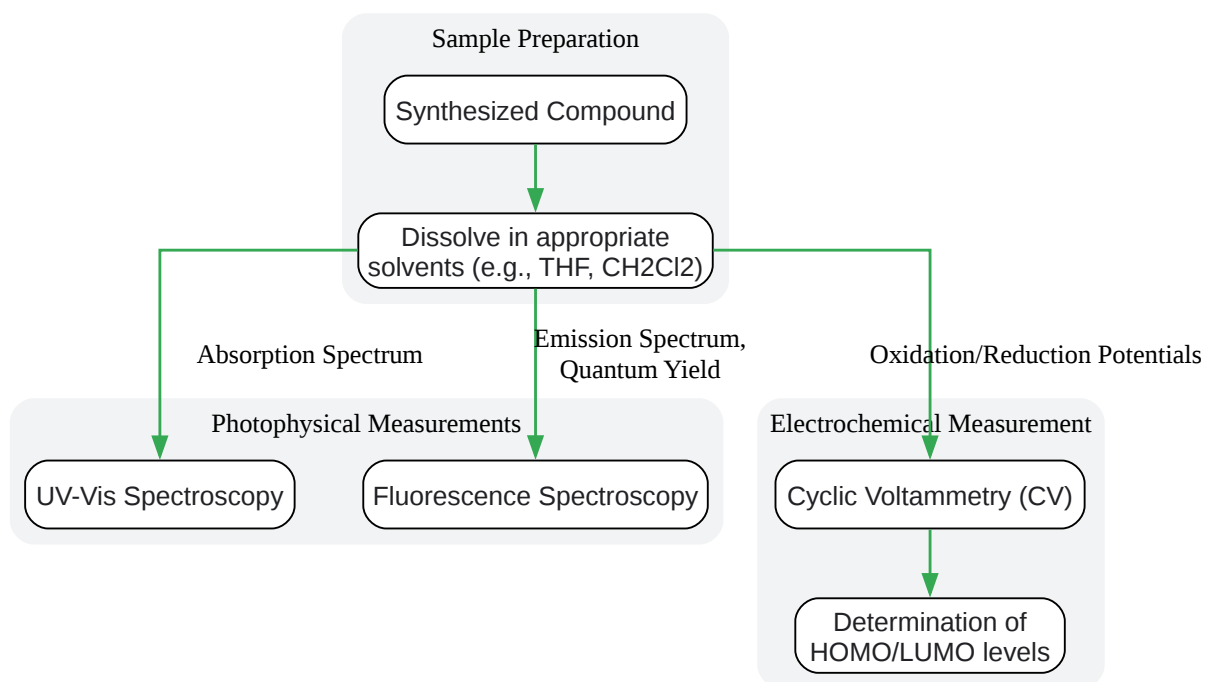 Sample Preparation
Synthesized Compound
Dissolve in appropriate
solvents (e.g., THF, CH2Cl2)
Absorption Spectrum
Emission Spectrum,
Quantum Yield
Oxidation/Reduction Potentials
Photophysical Measurements
Electrochemical Measurement
UV-Vis Spectroscopy
Fluorescence Spectroscopy
Cyclic Voltammetry (CV)
Determination of
HOMO/LUMO levels